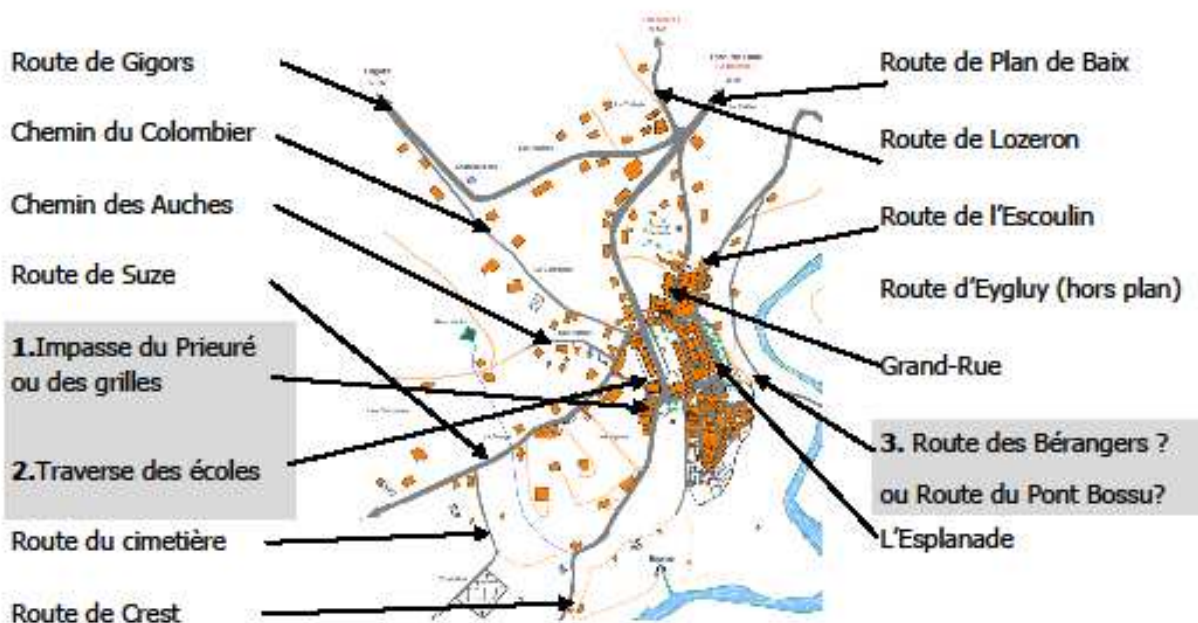 Route de Gigors
Chemin du Colombier
Chemin des Auches
Route de Suze
1.Impasse du Prieuré
ou des grilles
2.Traverse des écoles
Route du cimetière
Route de Crest
Route de Plan de Baix
Route de Lozeron
Route de l'Escoulin
Route d'Eygluy (hors plan)
Grand-Rue
3. Route des Bérangers ?
ou Route du Pont Bossu?
L'Esplanade